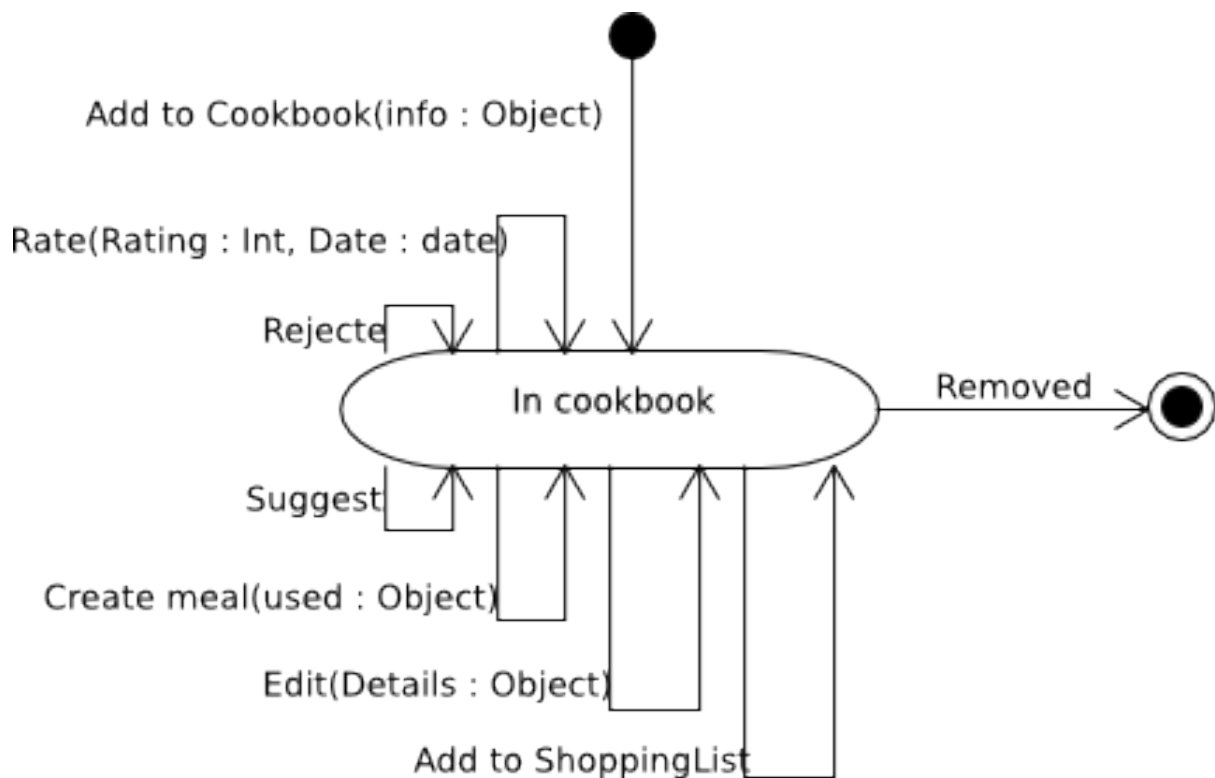 Add to Cookbook(info : Object)
Rate(Rating : Int, Date : date)
Rejecte
In cookbook
Removed
Suggest
Create meal(used : Object)
Edit(Details : Object)
Add to ShoppingList